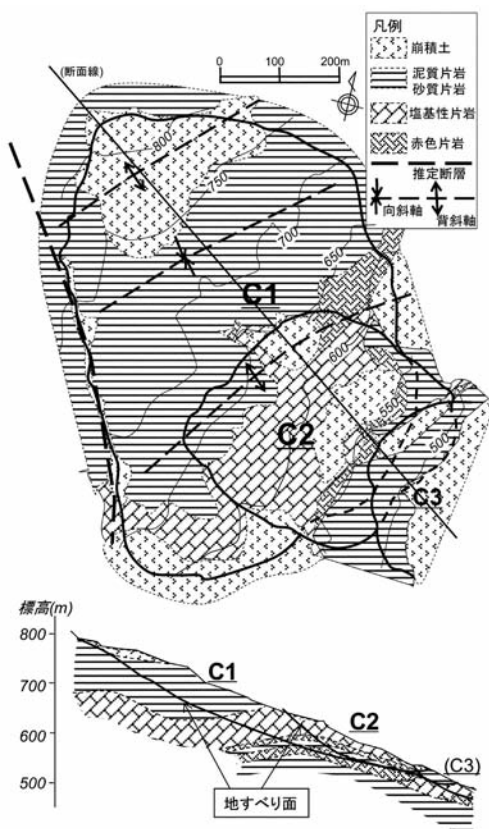 凡例
崩積土
泥質片岩
砂質片岩
塩基性片岩
赤色片岩
推定断層
向斜軸
背斜軸
0 100 200m
(断面線)
800
750
700
650
C1
600
C2
550
500
C3
標高(m)
800
700
600
500
C1
C2
(C3)
地すべり面